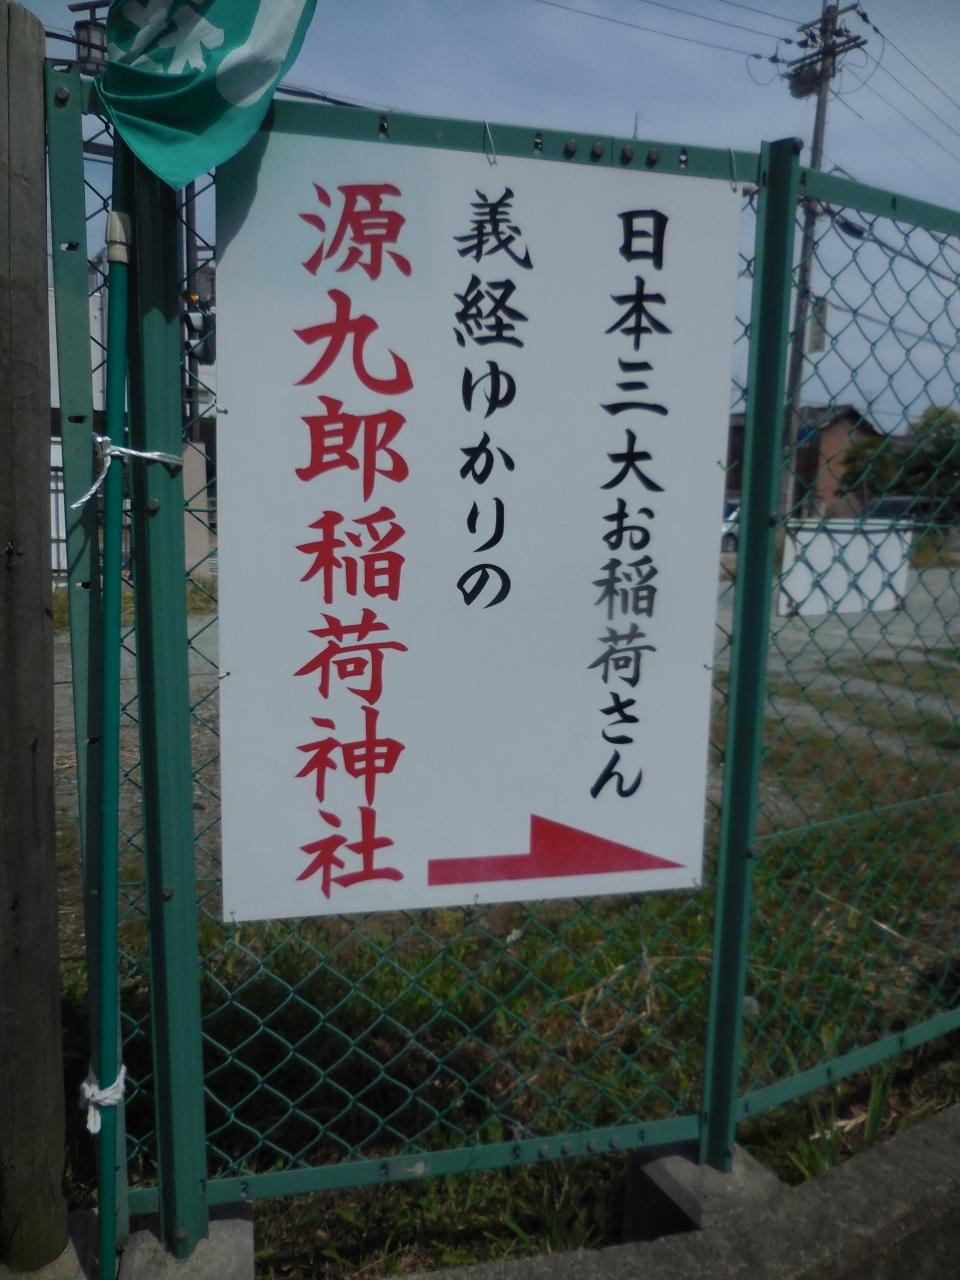 日本三大お稲荷さん
義経ゆかりの
源九郎稲荷神社